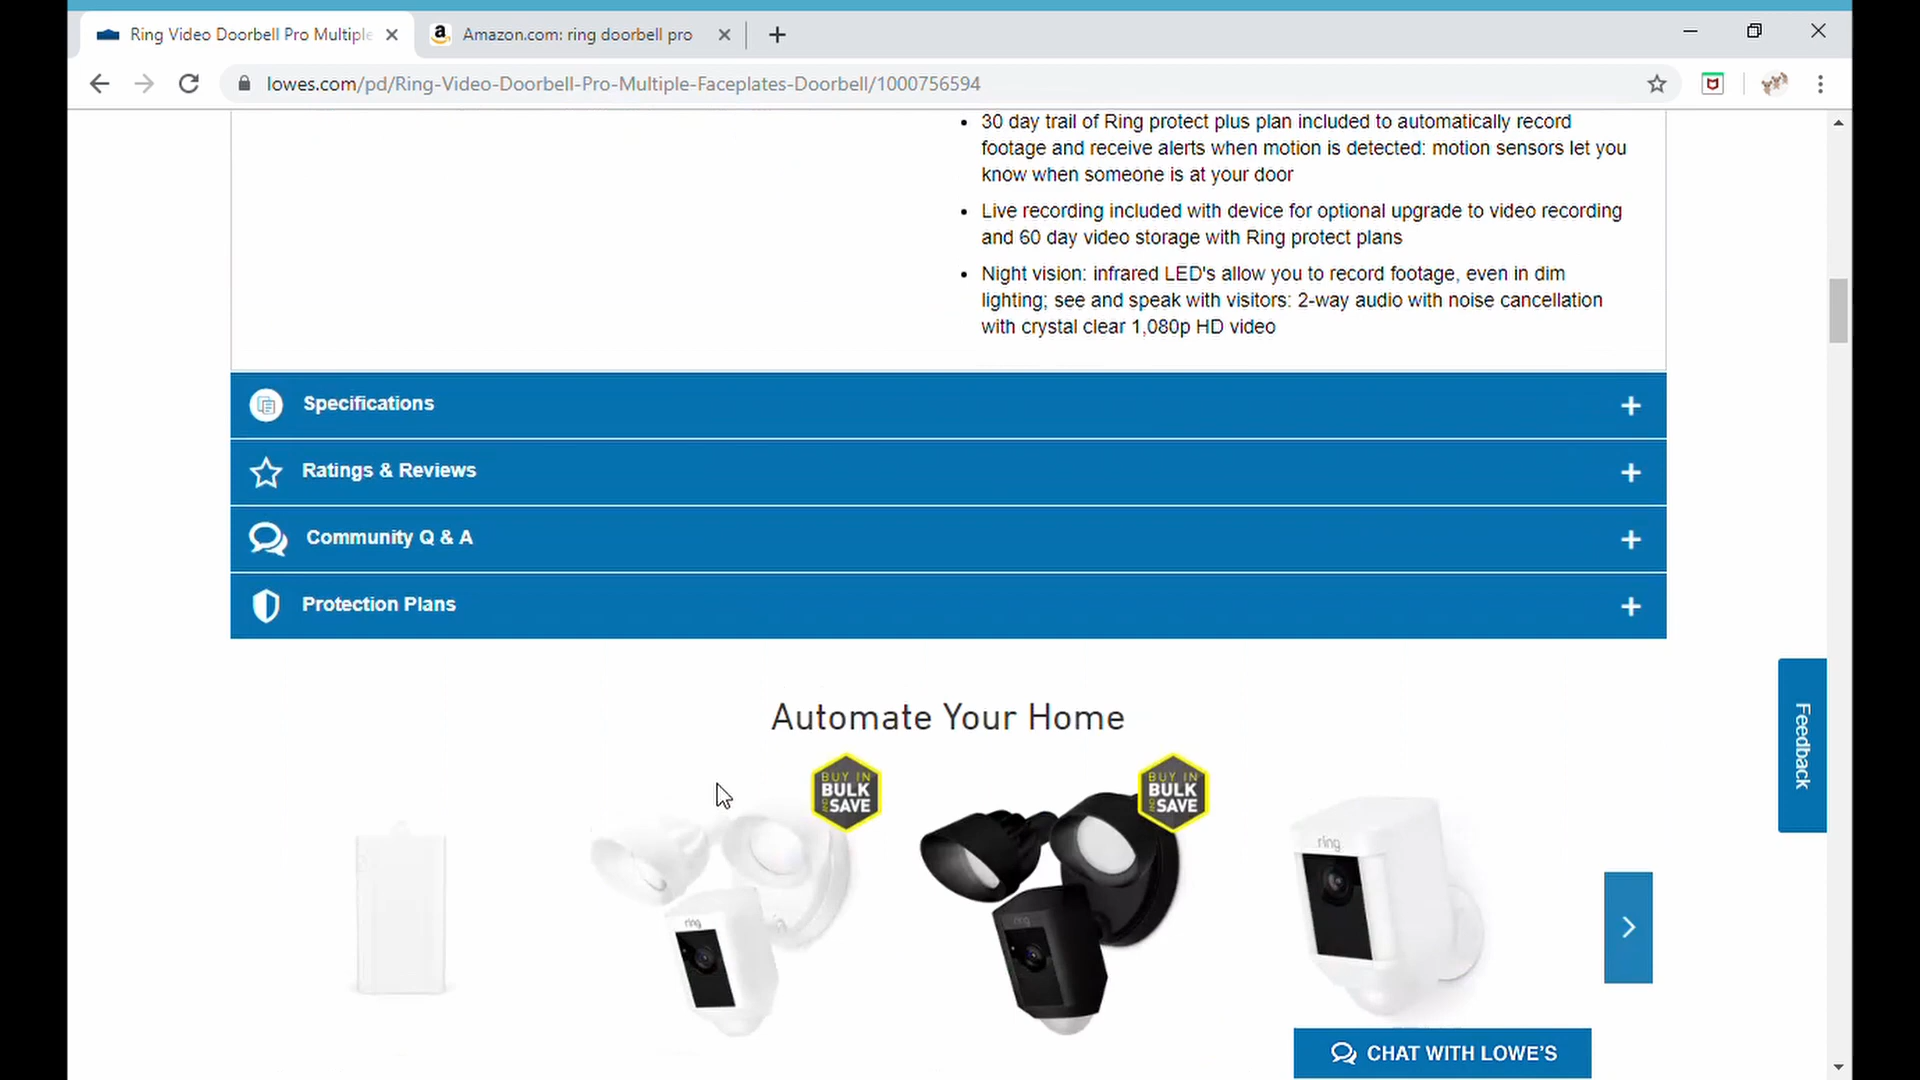 Ring Video Doorbell Pro Multiple
Amazon.com: ring doorbell pro
lowes.com/pd/Ring-Video-Doorbell-Pro-Multiple-Faceplates-Doorbell/1000756594
• 30 day trail of Ring protect plus plan included to automatically record
footage and receive alerts when motion is detected: motion sensors let you
know when someone is at your door
• Live recording included with device for optional upgrade to video recording
and 60 day video storage with Ring protect plans
• Night vision: infrared LED's allow you to record footage, even in dim
lighting; see and speak with visitors: 2-way audio with noise cancellation
with crystal clear 1,080p HD video
Specifications
Ratings & Reviews
Community Q & A
Protection Plans
Feedback
Automate Your Home
BUY IN
BULK
AND SAVE
BUY IN
BULK
AND SAVE
ring
ring
ring
CHAT WITH LOWE'S